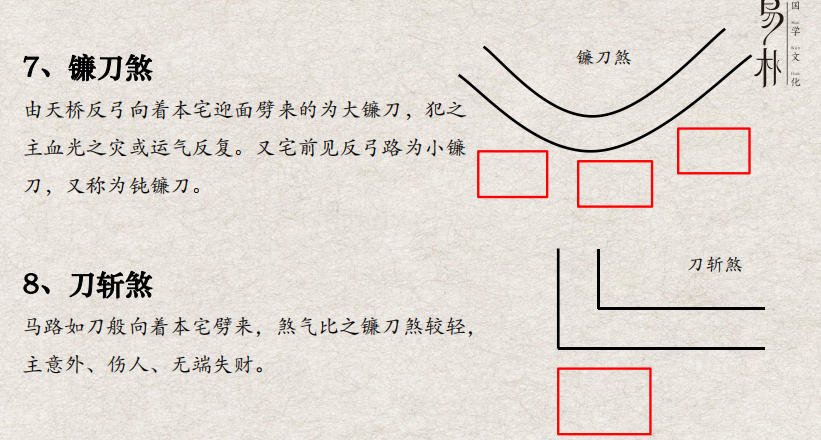 7、镰刀煞
由天桥反弓向着本宅迎面劈来的为大镰刀，犯之
主血光之灾或运气反复。又宅前见反弓路为小镰
刀，又称为钝镰刀。
镰刀煞
8、刀斩煞
马路如刀般向着本宅劈来，煞气比之镰刀煞较轻，
主意外、伤人、无端失财。
刀斩煞
易朴
国学文化